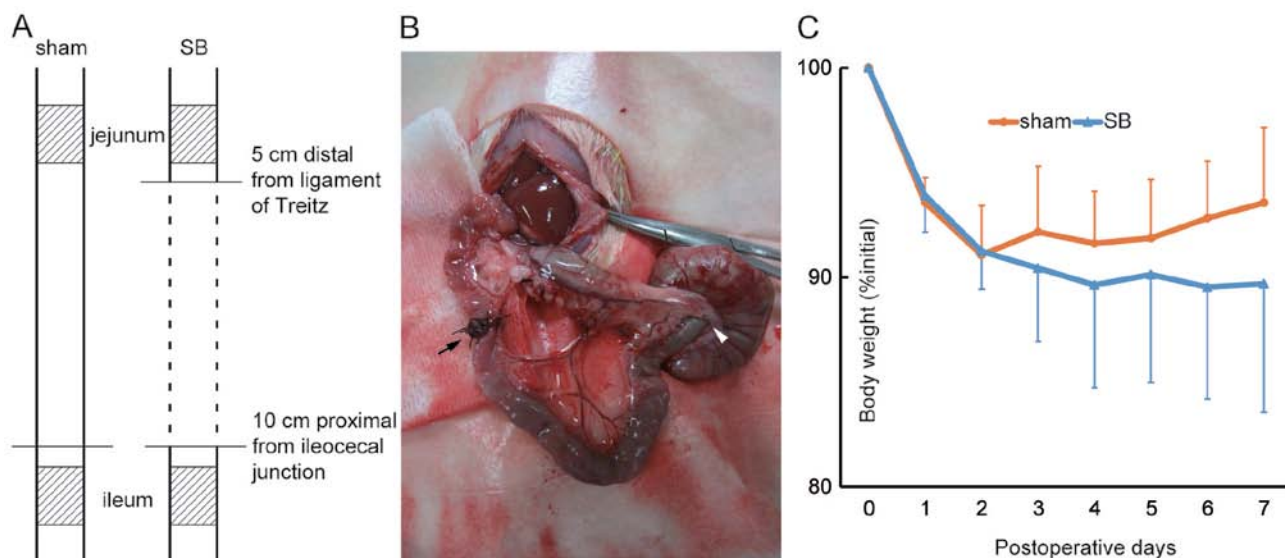 A
sham
SB
jejunum
5 cm distal
from ligament
of Treitz
10 cm proximal
from ileocecal
junction
ileum
B
C
100
90
80
Body weight (%initial)
sham
SB
0 1 2 3 4 5 6 7
Postoperative days